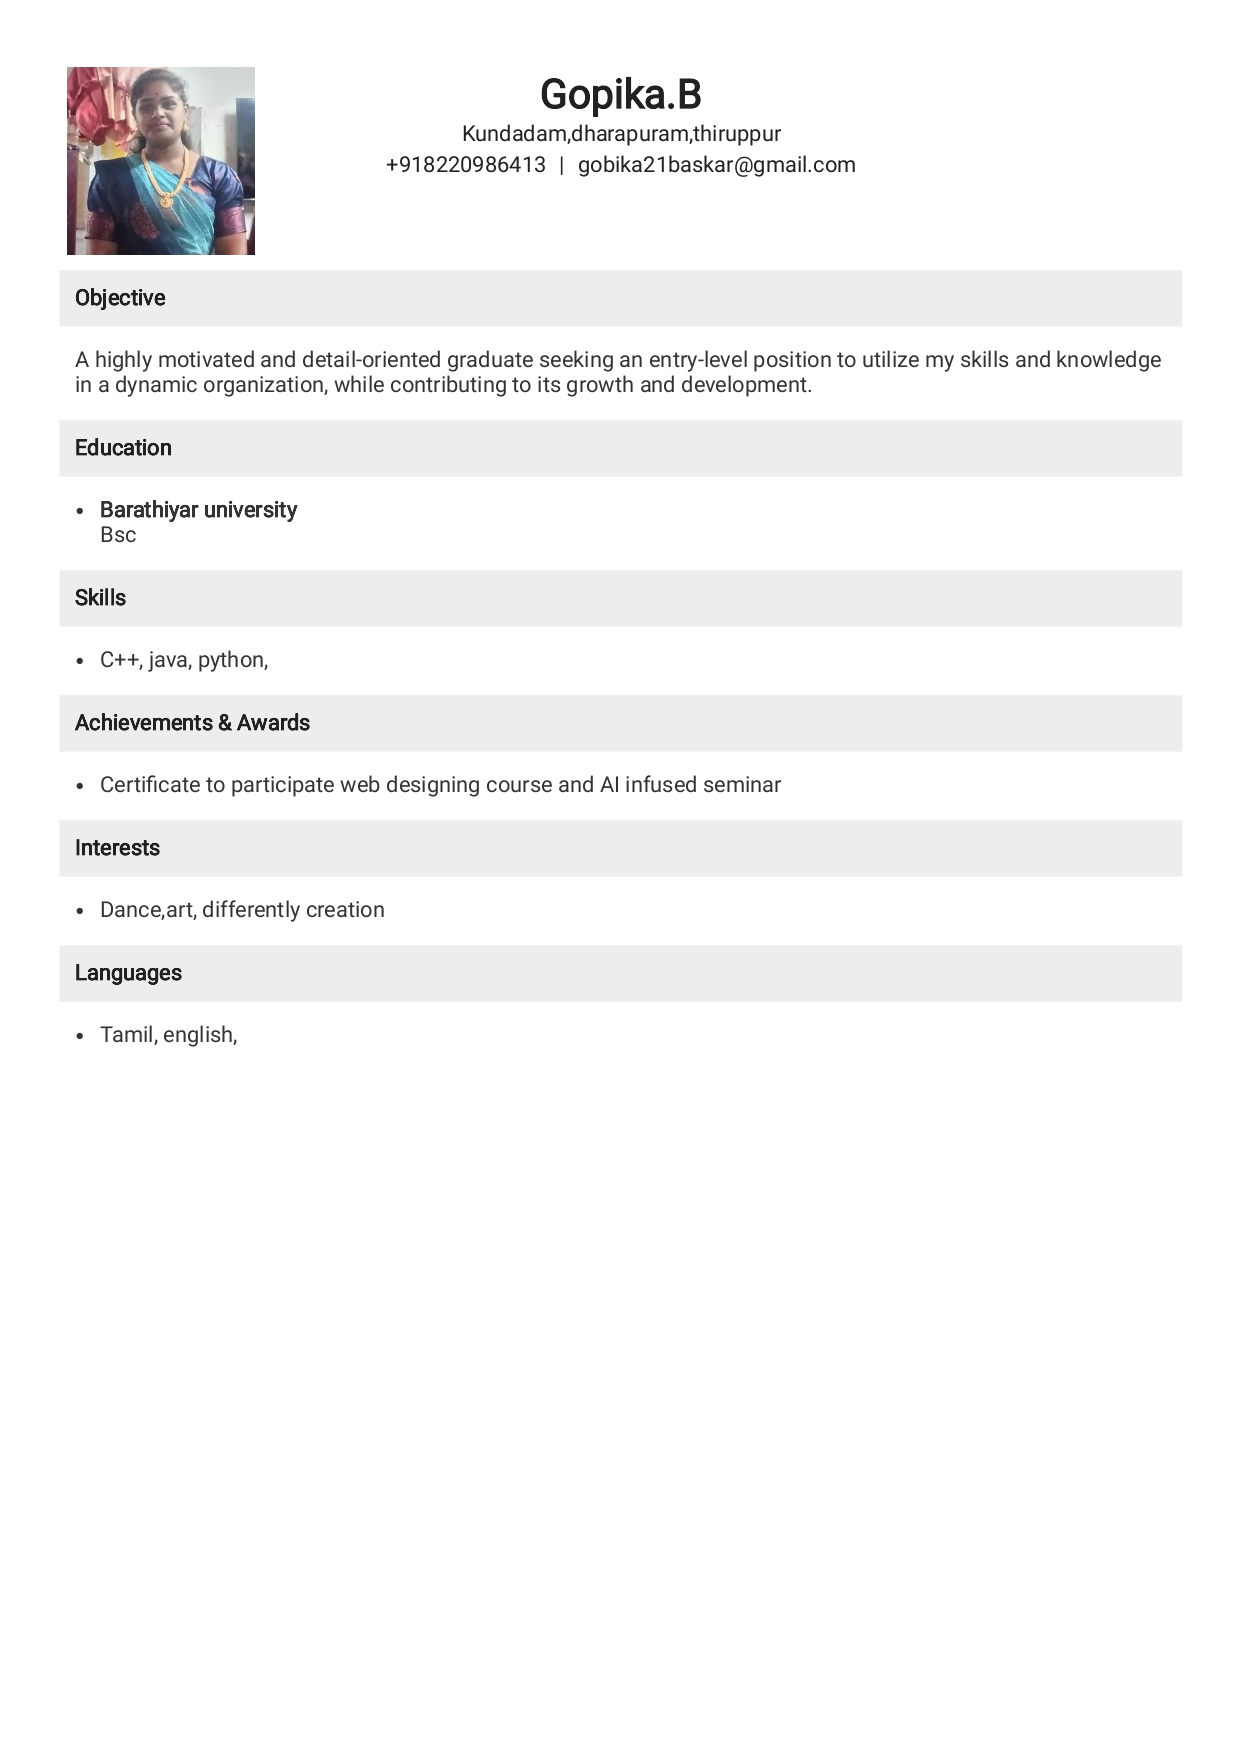 Gopika.B
Kundadam,dharapuram,thiruppur
+918220986413 | gobika21baskar@gmail.com
Objective
A highly motivated and detail-oriented graduate seeking an entry-level position to utilize my skills and knowledge
in a dynamic organization, while contributing to its growth and development.
Education
• Barathiyar university
Bsc
Skills
• C++, java, python,
Achievements & Awards
• Certificate to participate web designing course and AI infused seminar
Interests
• Dance,art, differently creation
Languages
• Tamil, english,